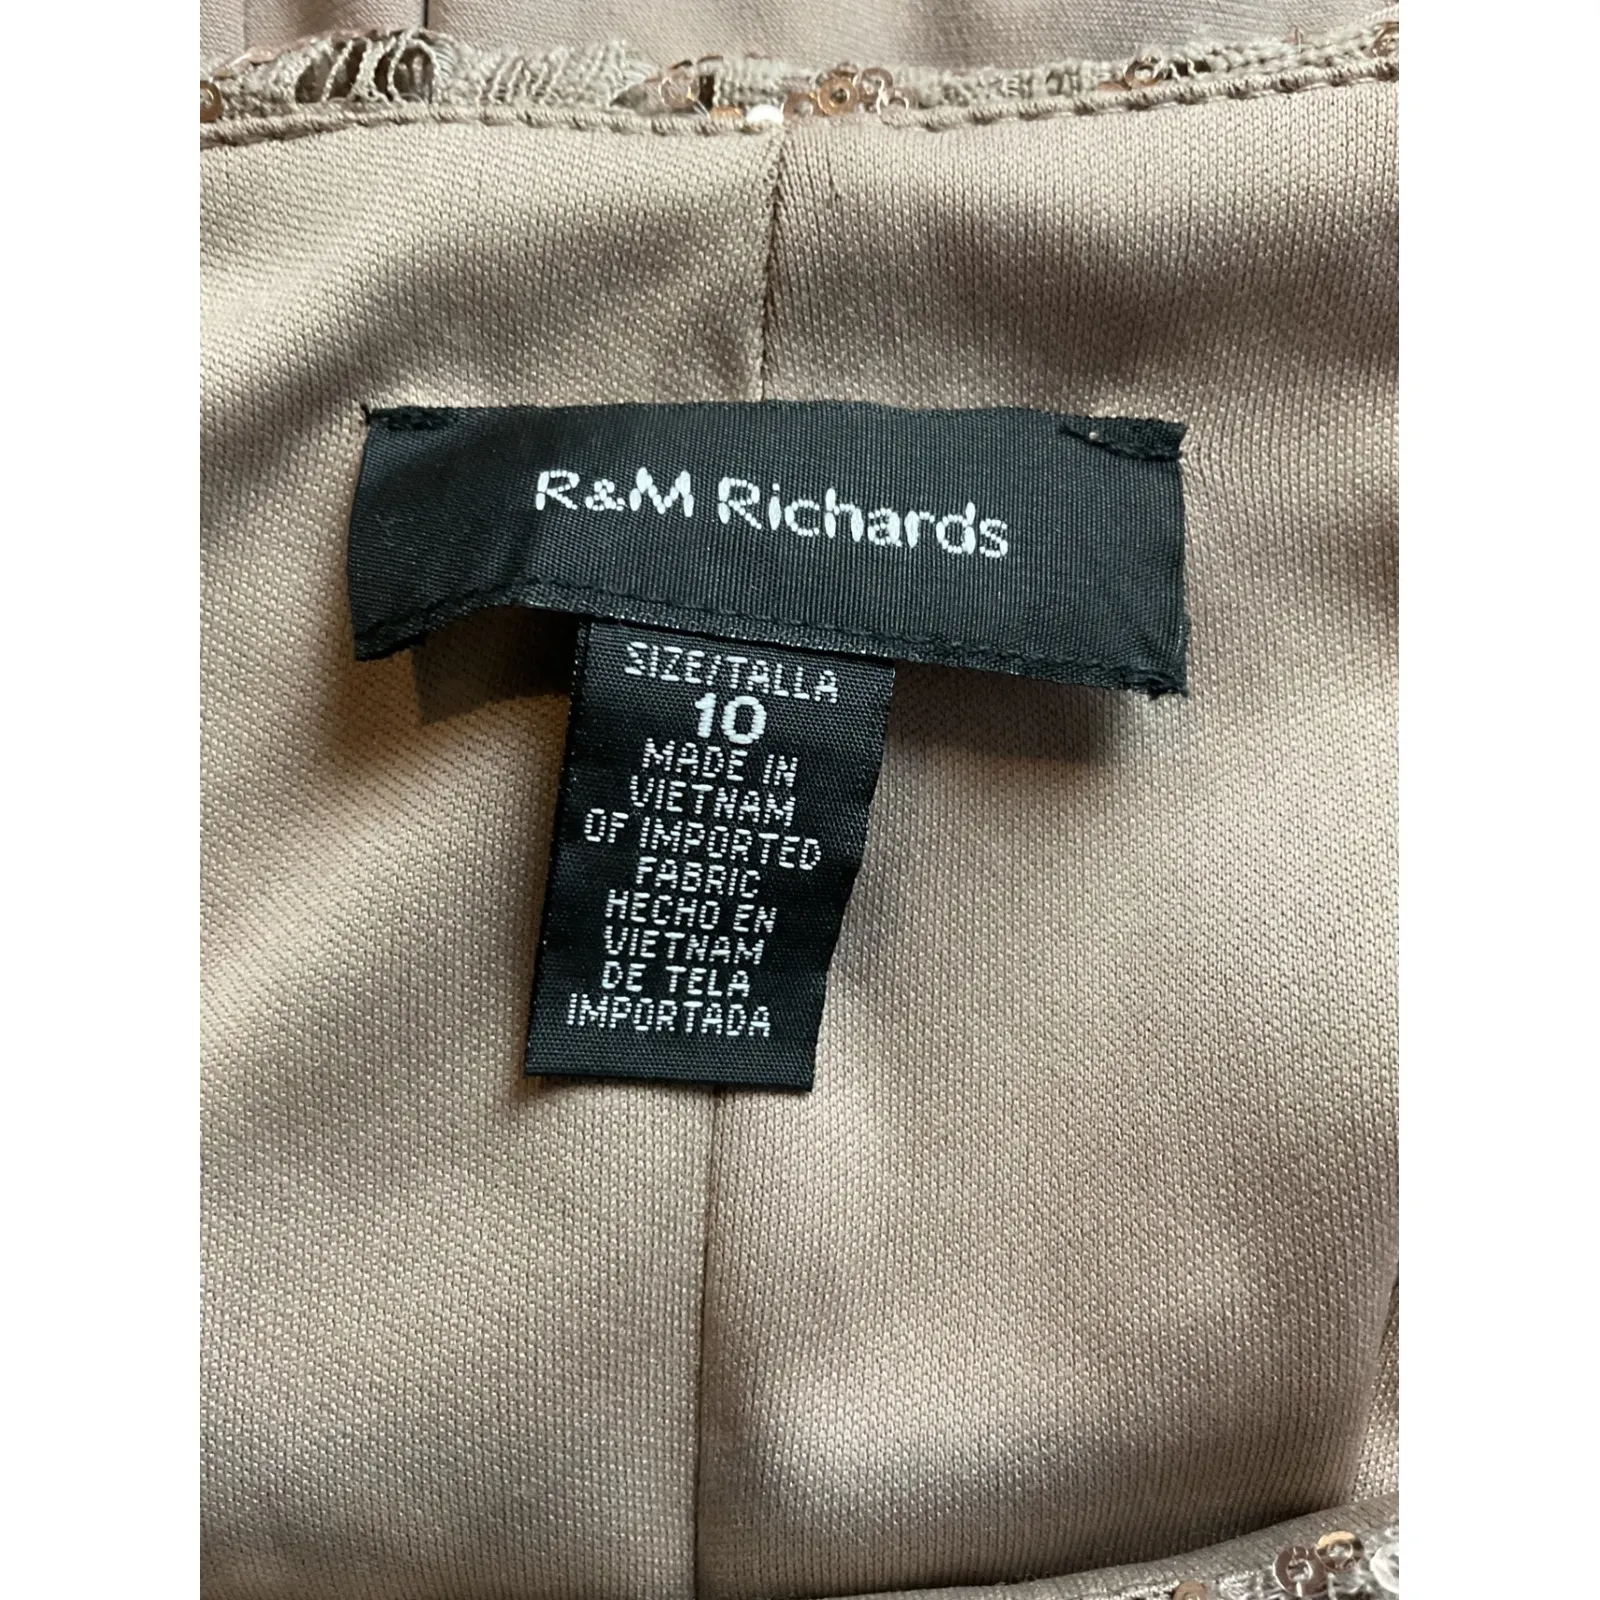 R&M Richards
SIZE/TALLA
10
MADE IN
VIETNAM
OF IMPORTED
FABRIC
HECHO EN
VIETNAM
DE TELA
IMPORTADA